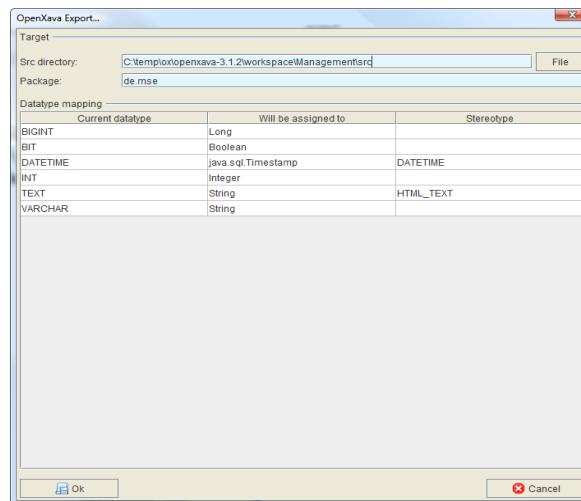 OpenXava Export...
Target
Src directory: C:\temp\ox\openxava-3.1.2\workspace\Management\src File
Package: de.mse
Datatype mapping
Current datatype Will be assigned to Stereotype
BIGINT Long
BIT Boolean
DATETIME java.sql.Timestamp DATETIME
INT Integer
TEXT String HTML_TEXT
VARCHAR String
Ok Cancel